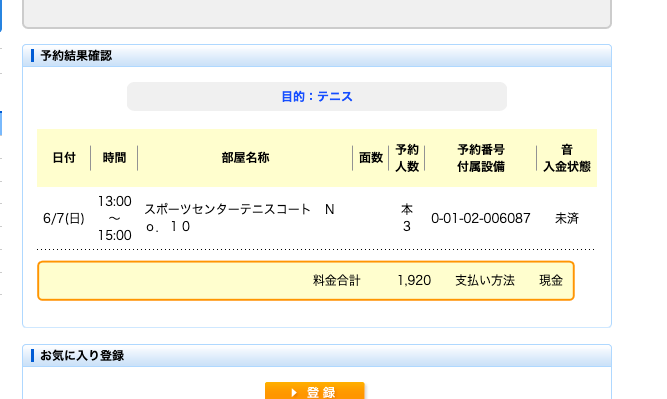 予約結果確認
目的：テニス
日付 時間 部屋名称 面数 予約人数 予約番号付属設備 音入金状態
6/7(日) 13:00～15:00 スポーツセンターテニスコート　Ｎｏ．１０ 本3 0-01-02-006087 未済
料金合計 1,920 支払い方法 現金
お気に入り登録
登録